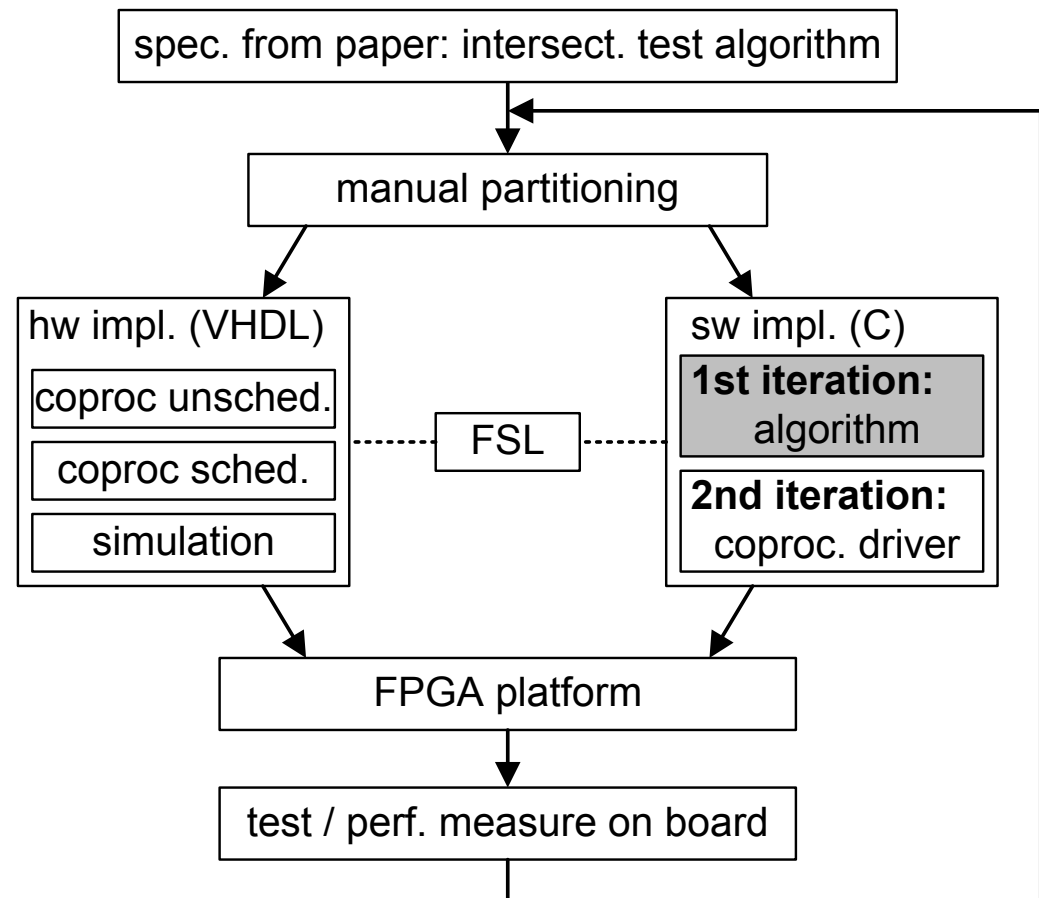 spec. from paper: intersect. test algorithm
manual partitioning
hw impl. (VHDL)
coproc unsched.
coproc sched.
simulation
FSL
sw impl. (C)
1st iteration:
algorithm
2nd iteration:
coproc. driver
FPGA platform
test / perf. measure on board